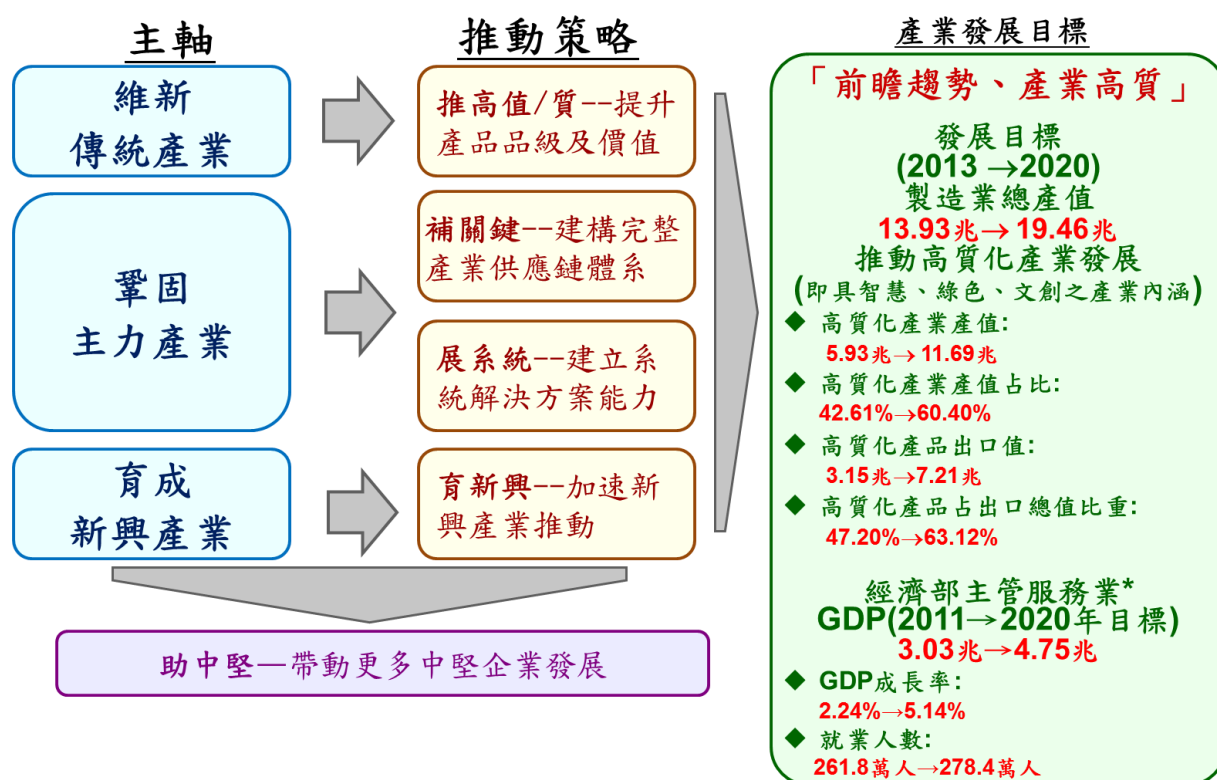 主軸
維新
傳統產業
鞏固
主力產業
育成
新興產業
推動策略
推高值/質--提升
產品品級及價值
補關鍵--建構完整
產業供應鏈體系
展系統--建立系
統解決方案能力
育新興--加速新
興產業推動
助中堅—帶動更多中堅企業發展
產業發展目標
「前瞻趨勢、產業高質」
發展目標
(2013 →2020)
製造業總產值
13.93兆→ 19.46兆
推動高質化產業發展
(即具智慧、綠色、文創之產業內涵)
◆ 高質化產業產值:
5.93兆→ 11.69兆
◆ 高質化產業產值占比:
42.61%→60.40%
◆ 高質化產品出口值:
3.15兆→7.21兆
◆ 高質化產品占出口總值比重:
47.20%→63.12%
經濟部主管服務業*
GDP(2011→2020年目標)
3.03兆→4.75兆
◆ GDP成長率:
2.24%→5.14%
◆ 就業人數:
261.8萬人→278.4萬人